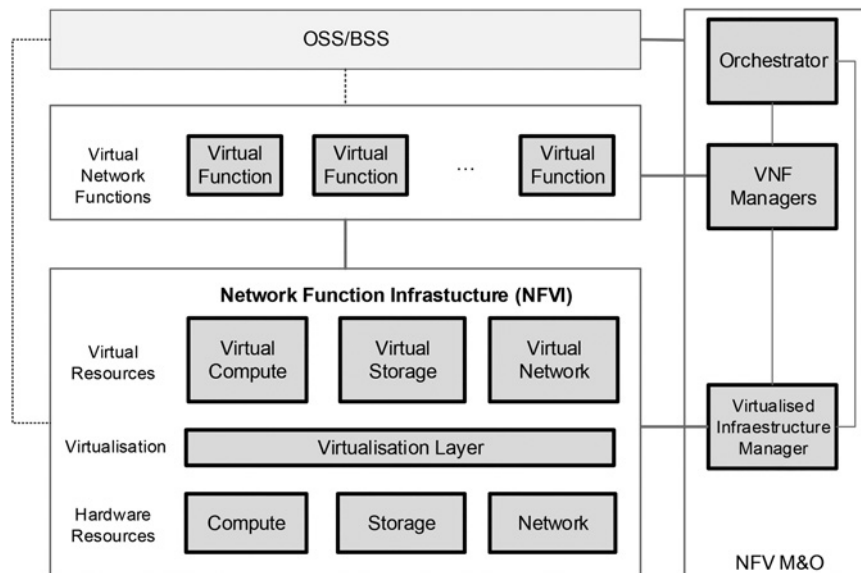 OSS/BSS
Orchestrator
Virtual
Network
Functions
Virtual
Function
Virtual
Function
...
Virtual
Function
VNF
Managers
Network Function Infrastucture (NFVI)
Virtual
Resources
Virtual
Compute
Virtual
Storage
Virtual
Network
Virtualised
Infraestructure
Manager
Virtualisation
Virtualisation Layer
Hardware
Resources
Compute
Storage
Network
NFV M&O